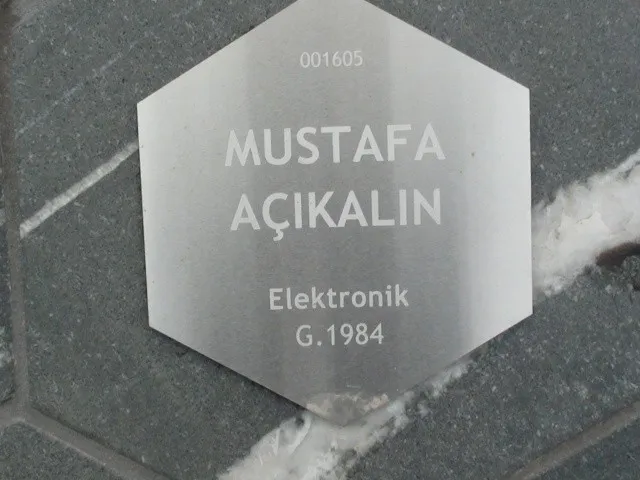 001605
MUSTAFA
AÇIKALIN
Elektronik
G.1984